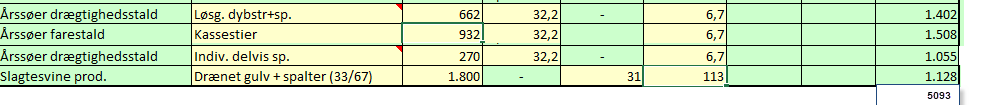 Årssøer drægtighedsstald Løsg. dybstr+sp. 662 32,2 - 6,7 1.402
Årssøer farestald Kassestier 932 32,2 6,7 1.508
Årssøer drægtighedsstald Indiv. delvis sp. 270 32,2 - 6,7 1.055
Slagtesvine prod. Drænet gulv + spalter (33/67) 1.800 - 31 113 1.128
5093